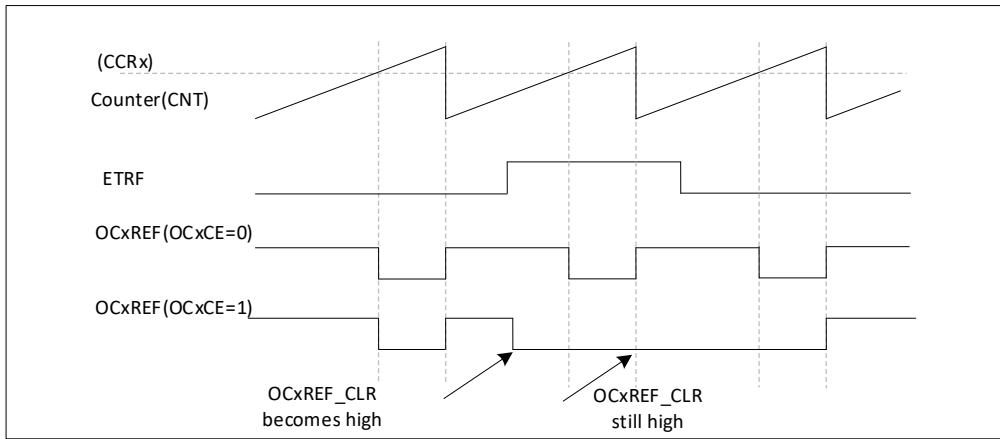 (CCRx)
Counter(CNT)
ETRF
OCxREF(OCxCE=0)
OCxREF(OCxCE=1)
OCxREF_CLR
becomes high
OCxREF_CLR
still high